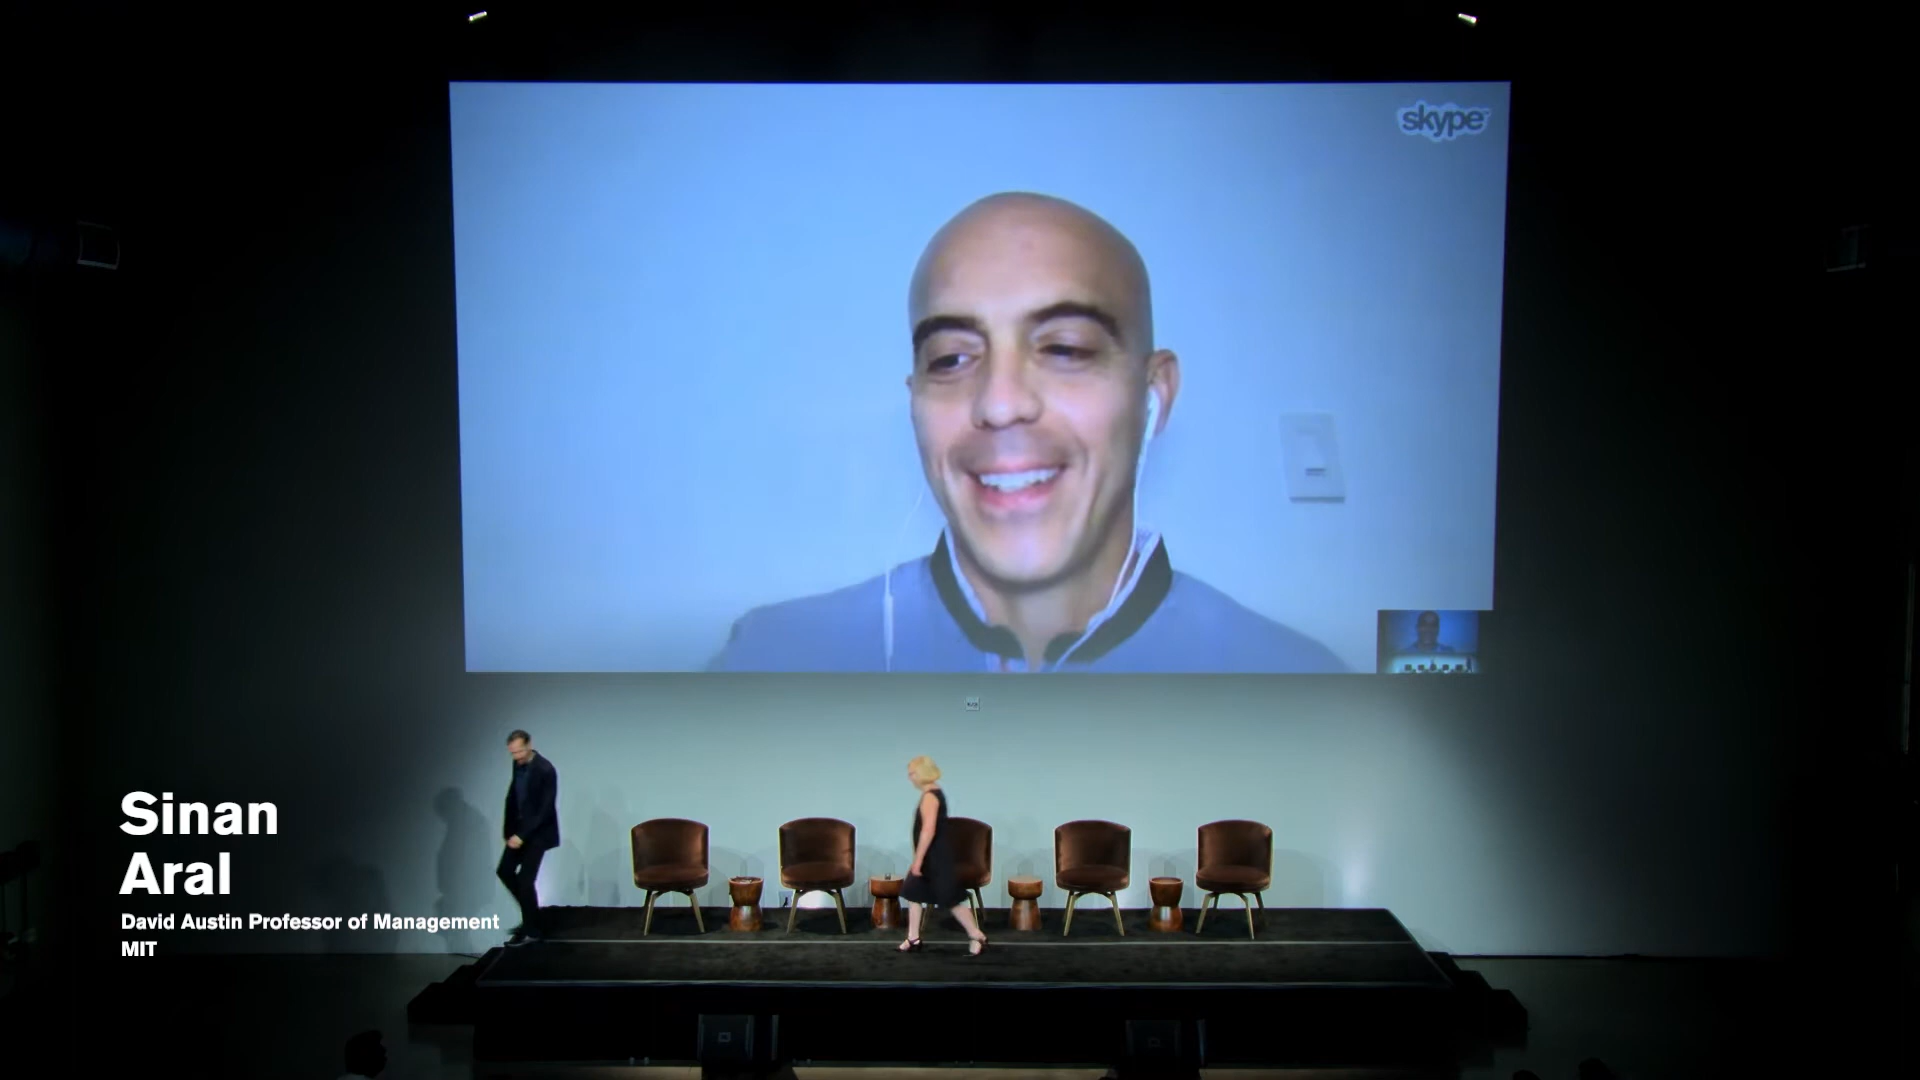 skype
Sinan
Aral
David Austin Professor of Management
MIT